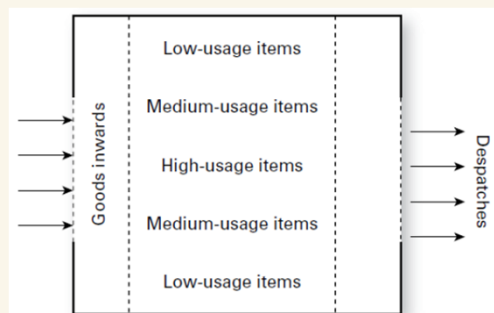 Low-usage items
Medium-usage items
Goods inwards
High-usage items
Despatches
Medium-usage items
Low-usage items